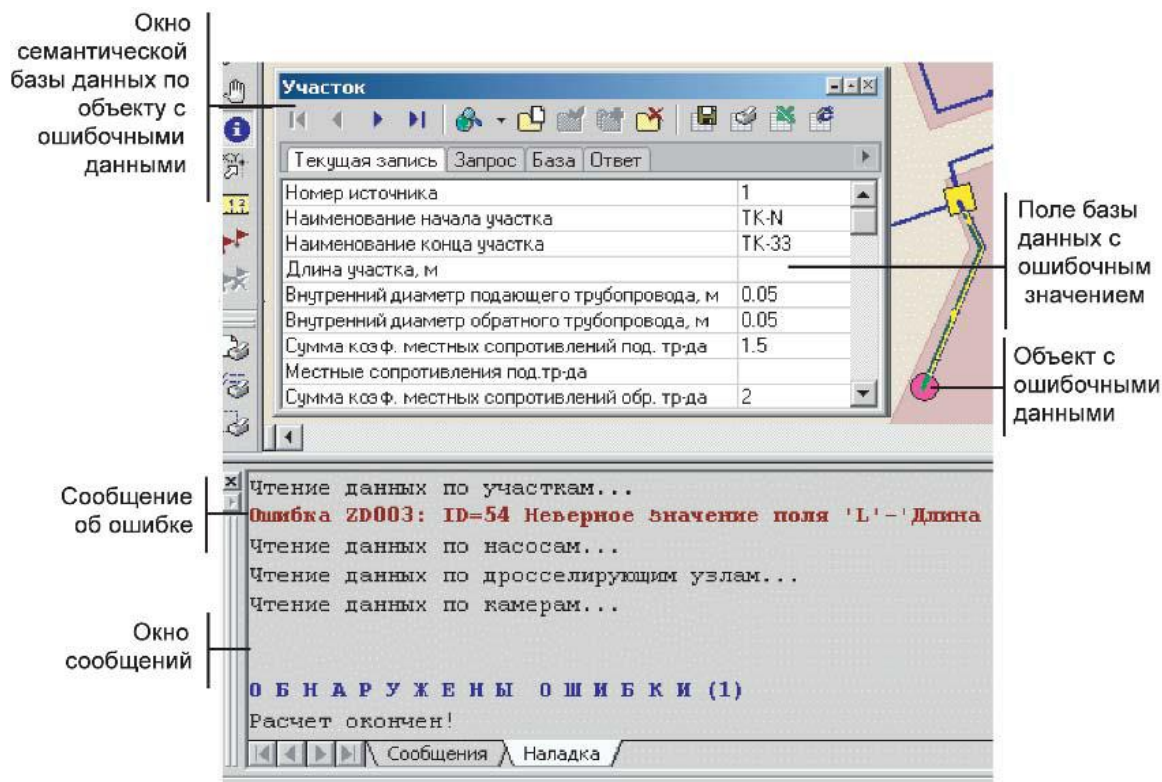 Окно
семантической
базы данных по
объекту с
ошибочными
данными
Участок
Текущая запись Запрос База Ответ
Номер источника 1
Наименование начала участка ТК-N
Наименование конца участка ТК-33
Длина участка, м
Внутренний диаметр подающего трубопровода, м 0.05
Внутренний диаметр обратного трубопровода, м 0.05
Сумма коэф. местных сопротивлений под. тр-да 1.5
Местные сопротивления под.тр-да
Сумма коэф. местных сопротивлений обр. тр-да 2
Поле базы
данных с
ошибочным
значением
Объект с
ошибочными
данными
Сообщение
об ошибке
Чтение данных по участкам...
Ошибка ZD003: ID=54 Неверное значение поля 'L'-'Длина
Чтение данных по насосам...
Чтение данных по дросселирующим узлам...
Чтение данных по камерам...
Окно
сообщений
О Б Н А Р У Ж Е Н Ы О Ш И Б К И (1)
Расчет окончен!
Сообщения Наладка